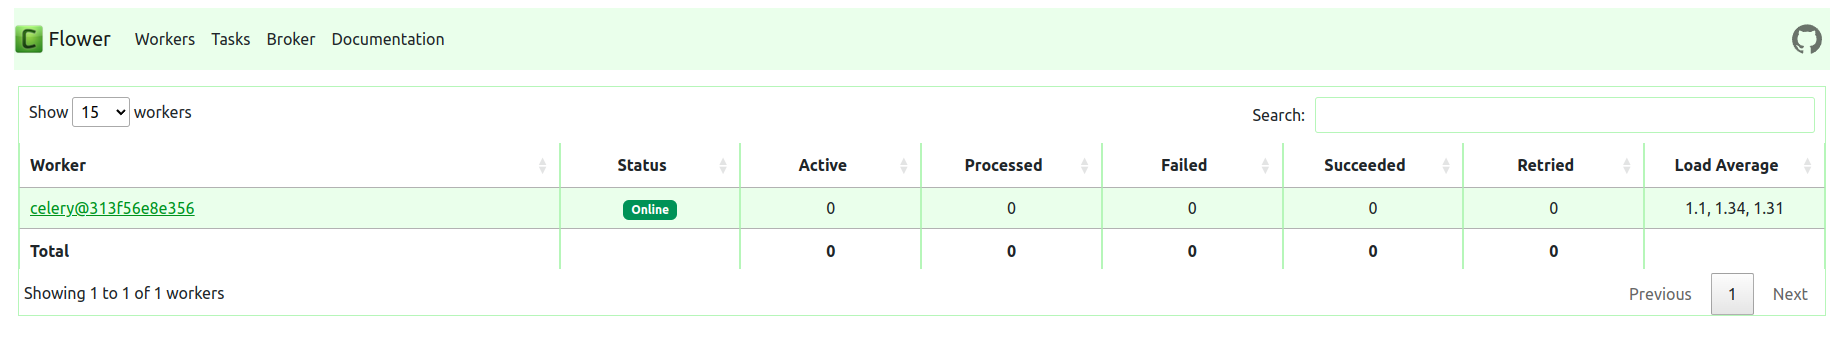 C Flower Workers Tasks Broker Documentation
Show 15 workers Search:
Worker Status Active Processed Failed Succeeded Retried Load Average
celery@313f56e8e356 Online 0 0 0 0 0 1.1, 1.34, 1.31
Total 0 0 0 0 0
Showing 1 to 1 of 1 workers Previous 1 Next